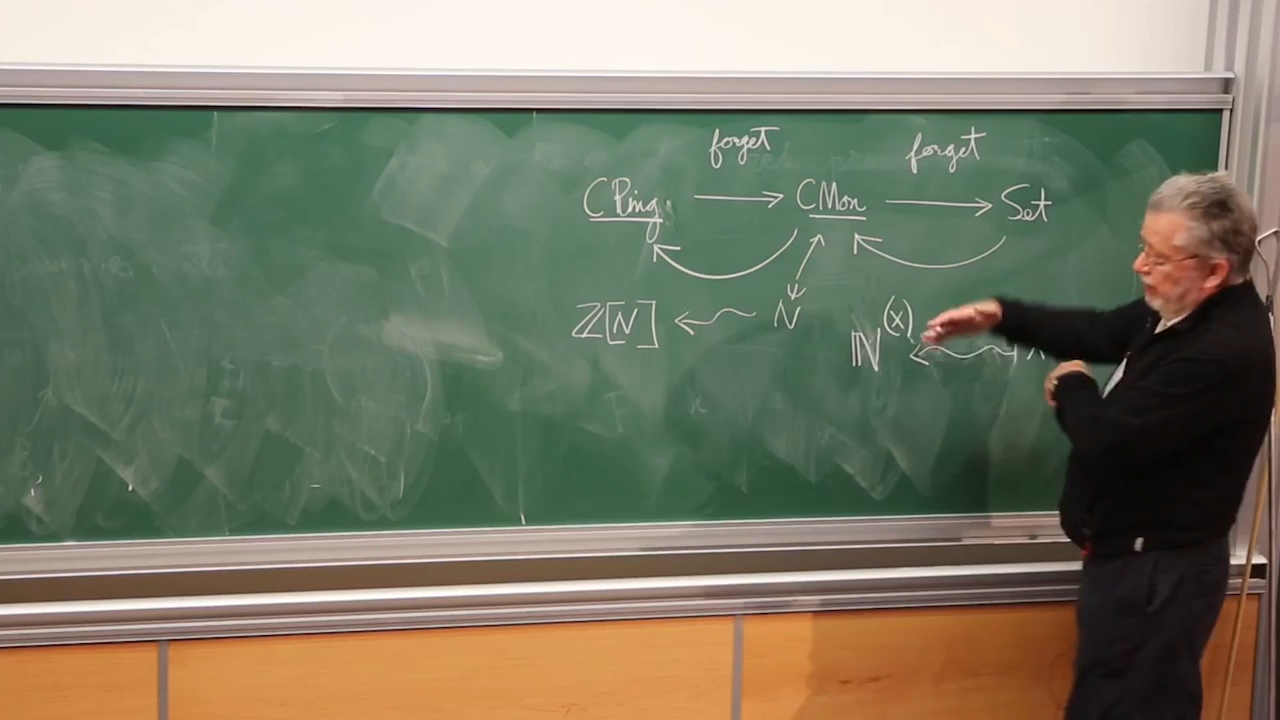 forget forget
CRing → CMon → Set
ℤ[N] ⇜ N ℕ^(X) ⇜